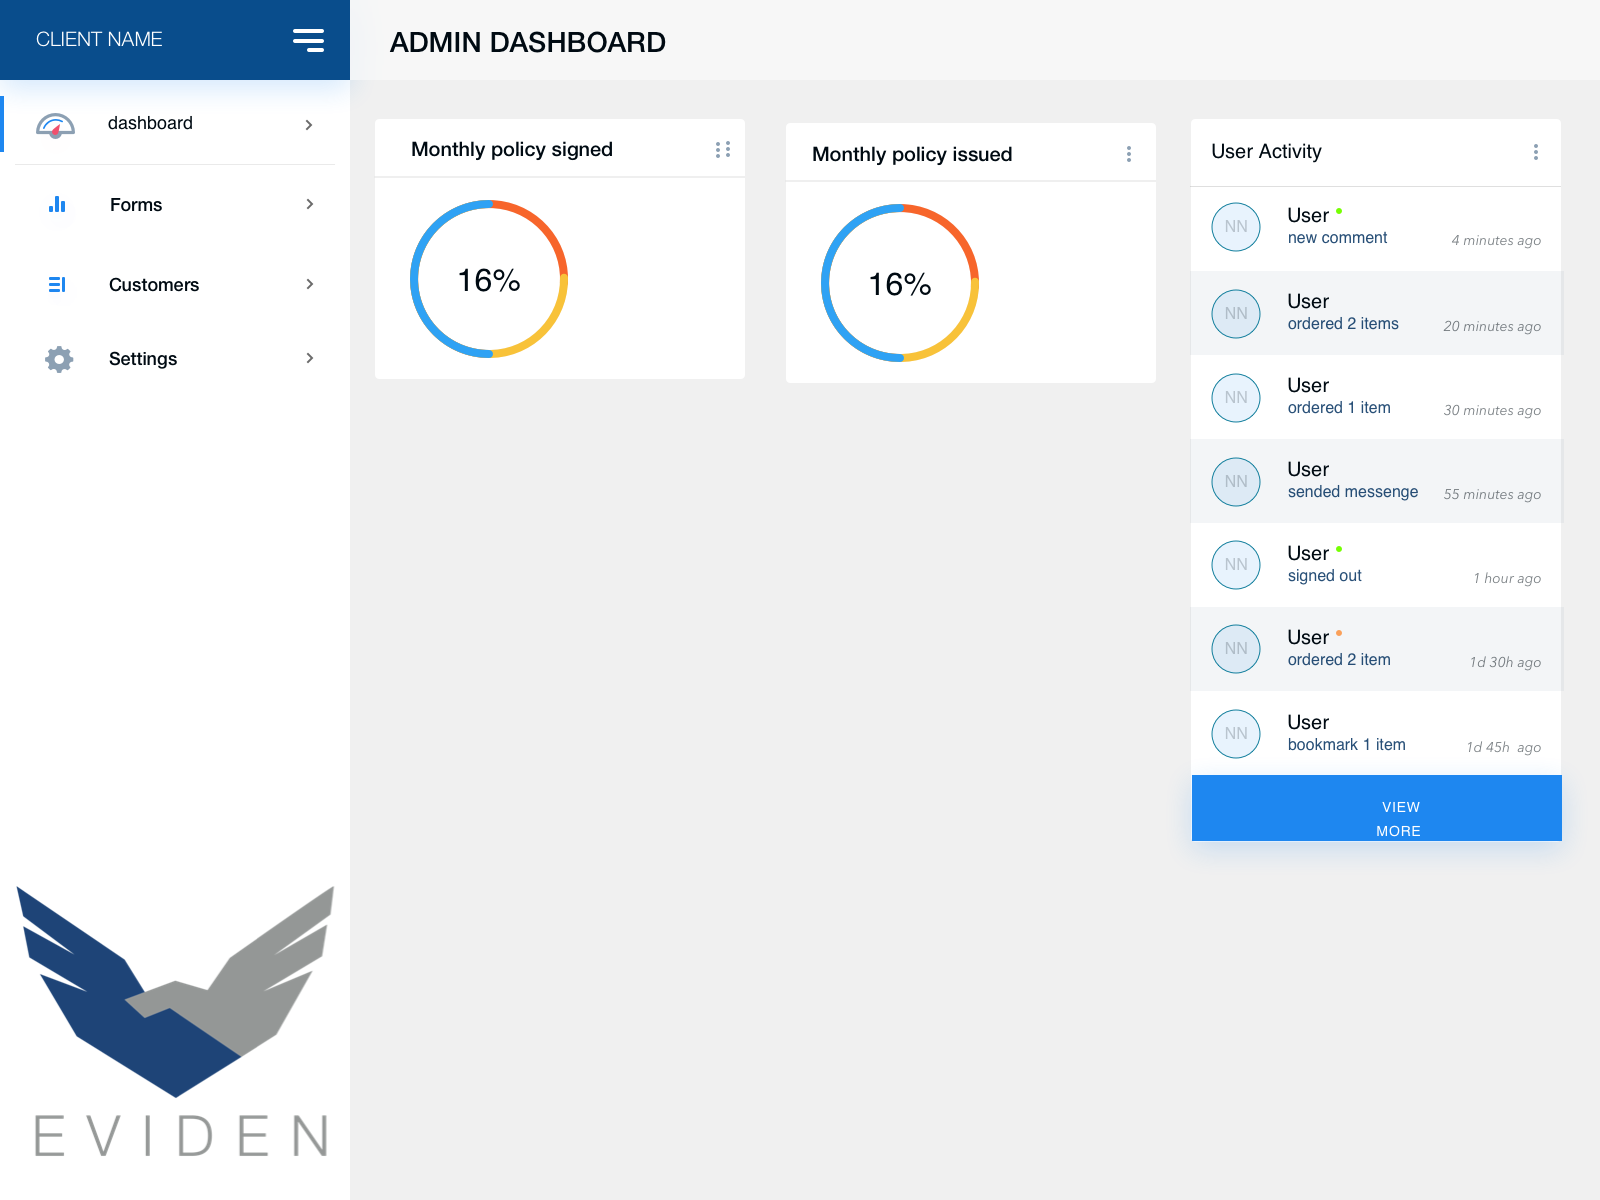 CLIENT NAME
ADMIN DASHBOARD
dashboard
Forms
Customers
Settings
Monthly policy signed
16%
Monthly policy issued
16%
User Activity
NN
User
new comment
4 minutes ago
NN
User
ordered 2 items
20 minutes ago
NN
User
ordered 1 item
30 minutes ago
NN
User
sended messenge
55 minutes ago
NN
User
signed out
1 hour ago
NN
User
ordered 2 item
1d 30h ago
NN
User
bookmark 1 item
1d 45h ago
VIEW
MORE
EVIDEN